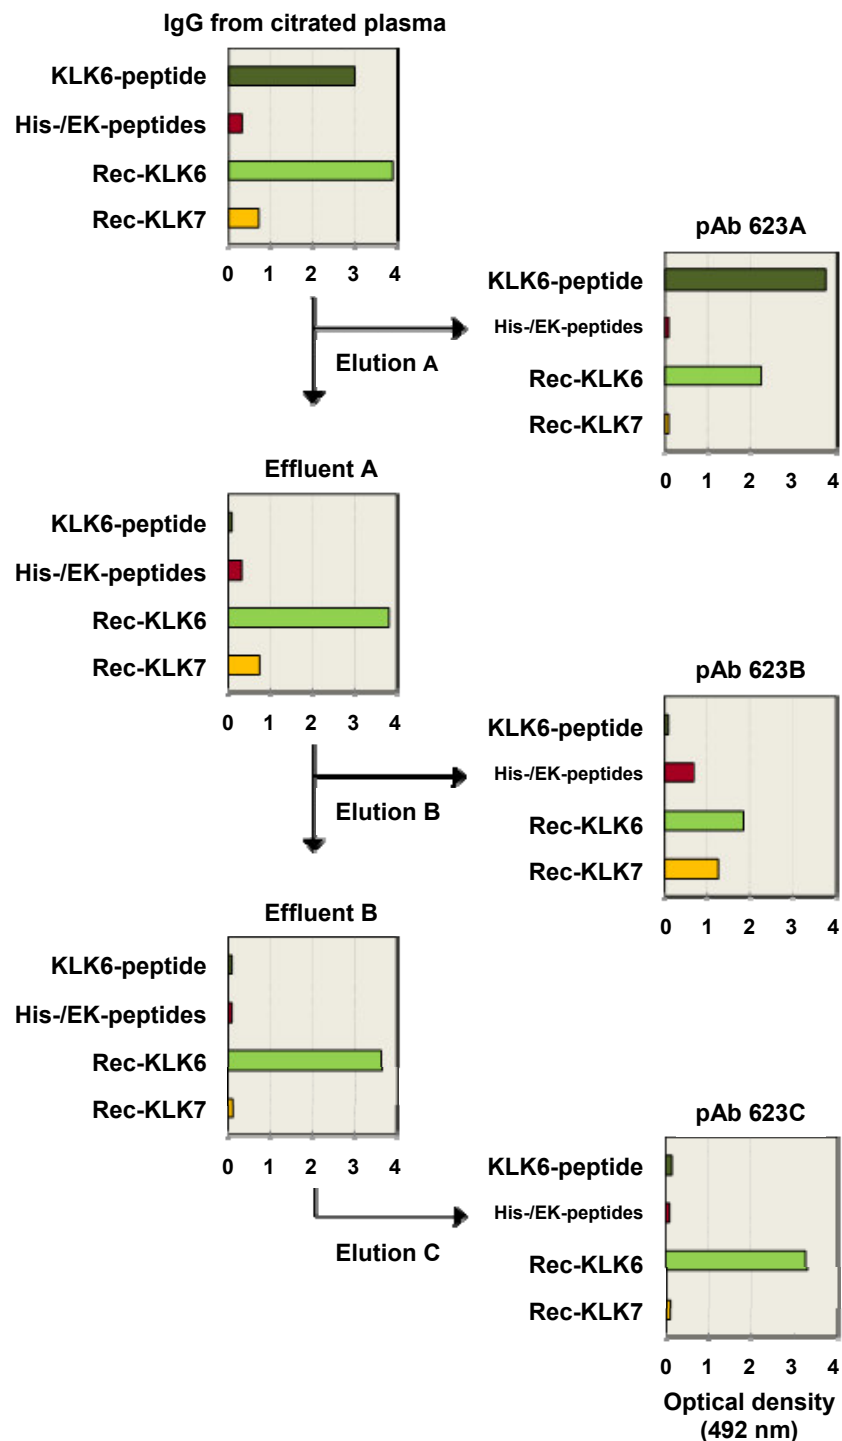 IgG from citrated plasma
KLK6-peptide
His-/EK-peptides
Rec-KLK6
Rec-KLK7
0 1 2 3 4
pAb 623A
KLK6-peptide
His-/EK-peptides
Rec-KLK6
Rec-KLK7
0 1 2 3 4
Elution A
Effluent A
KLK6-peptide
His-/EK-peptides
Rec-KLK6
Rec-KLK7
0 1 2 3 4
pAb 623B
KLK6-peptide
His-/EK-peptides
Rec-KLK6
Rec-KLK7
0 1 2 3 4
Elution B
Effluent B
KLK6-peptide
His-/EK-peptides
Rec-KLK6
Rec-KLK7
0 1 2 3 4
pAb 623C
KLK6-peptide
His-/EK-peptides
Rec-KLK6
Rec-KLK7
0 1 2 3 4
Elution C
Optical density
(492 nm)